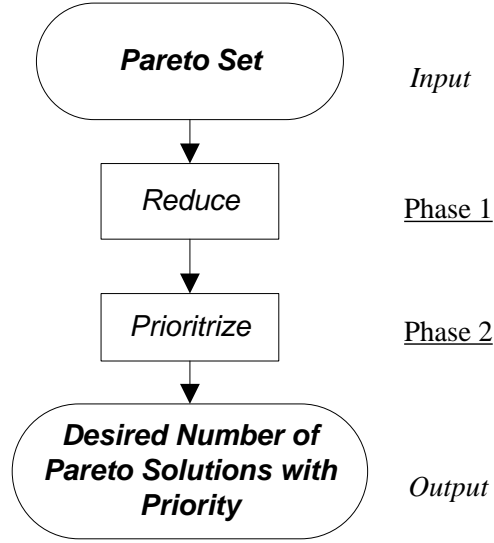 Pareto Set
Input
Reduce
Phase 1
Prioritrize
Phase 2
Desired Number of
Pareto Solutions with
Priority
Output